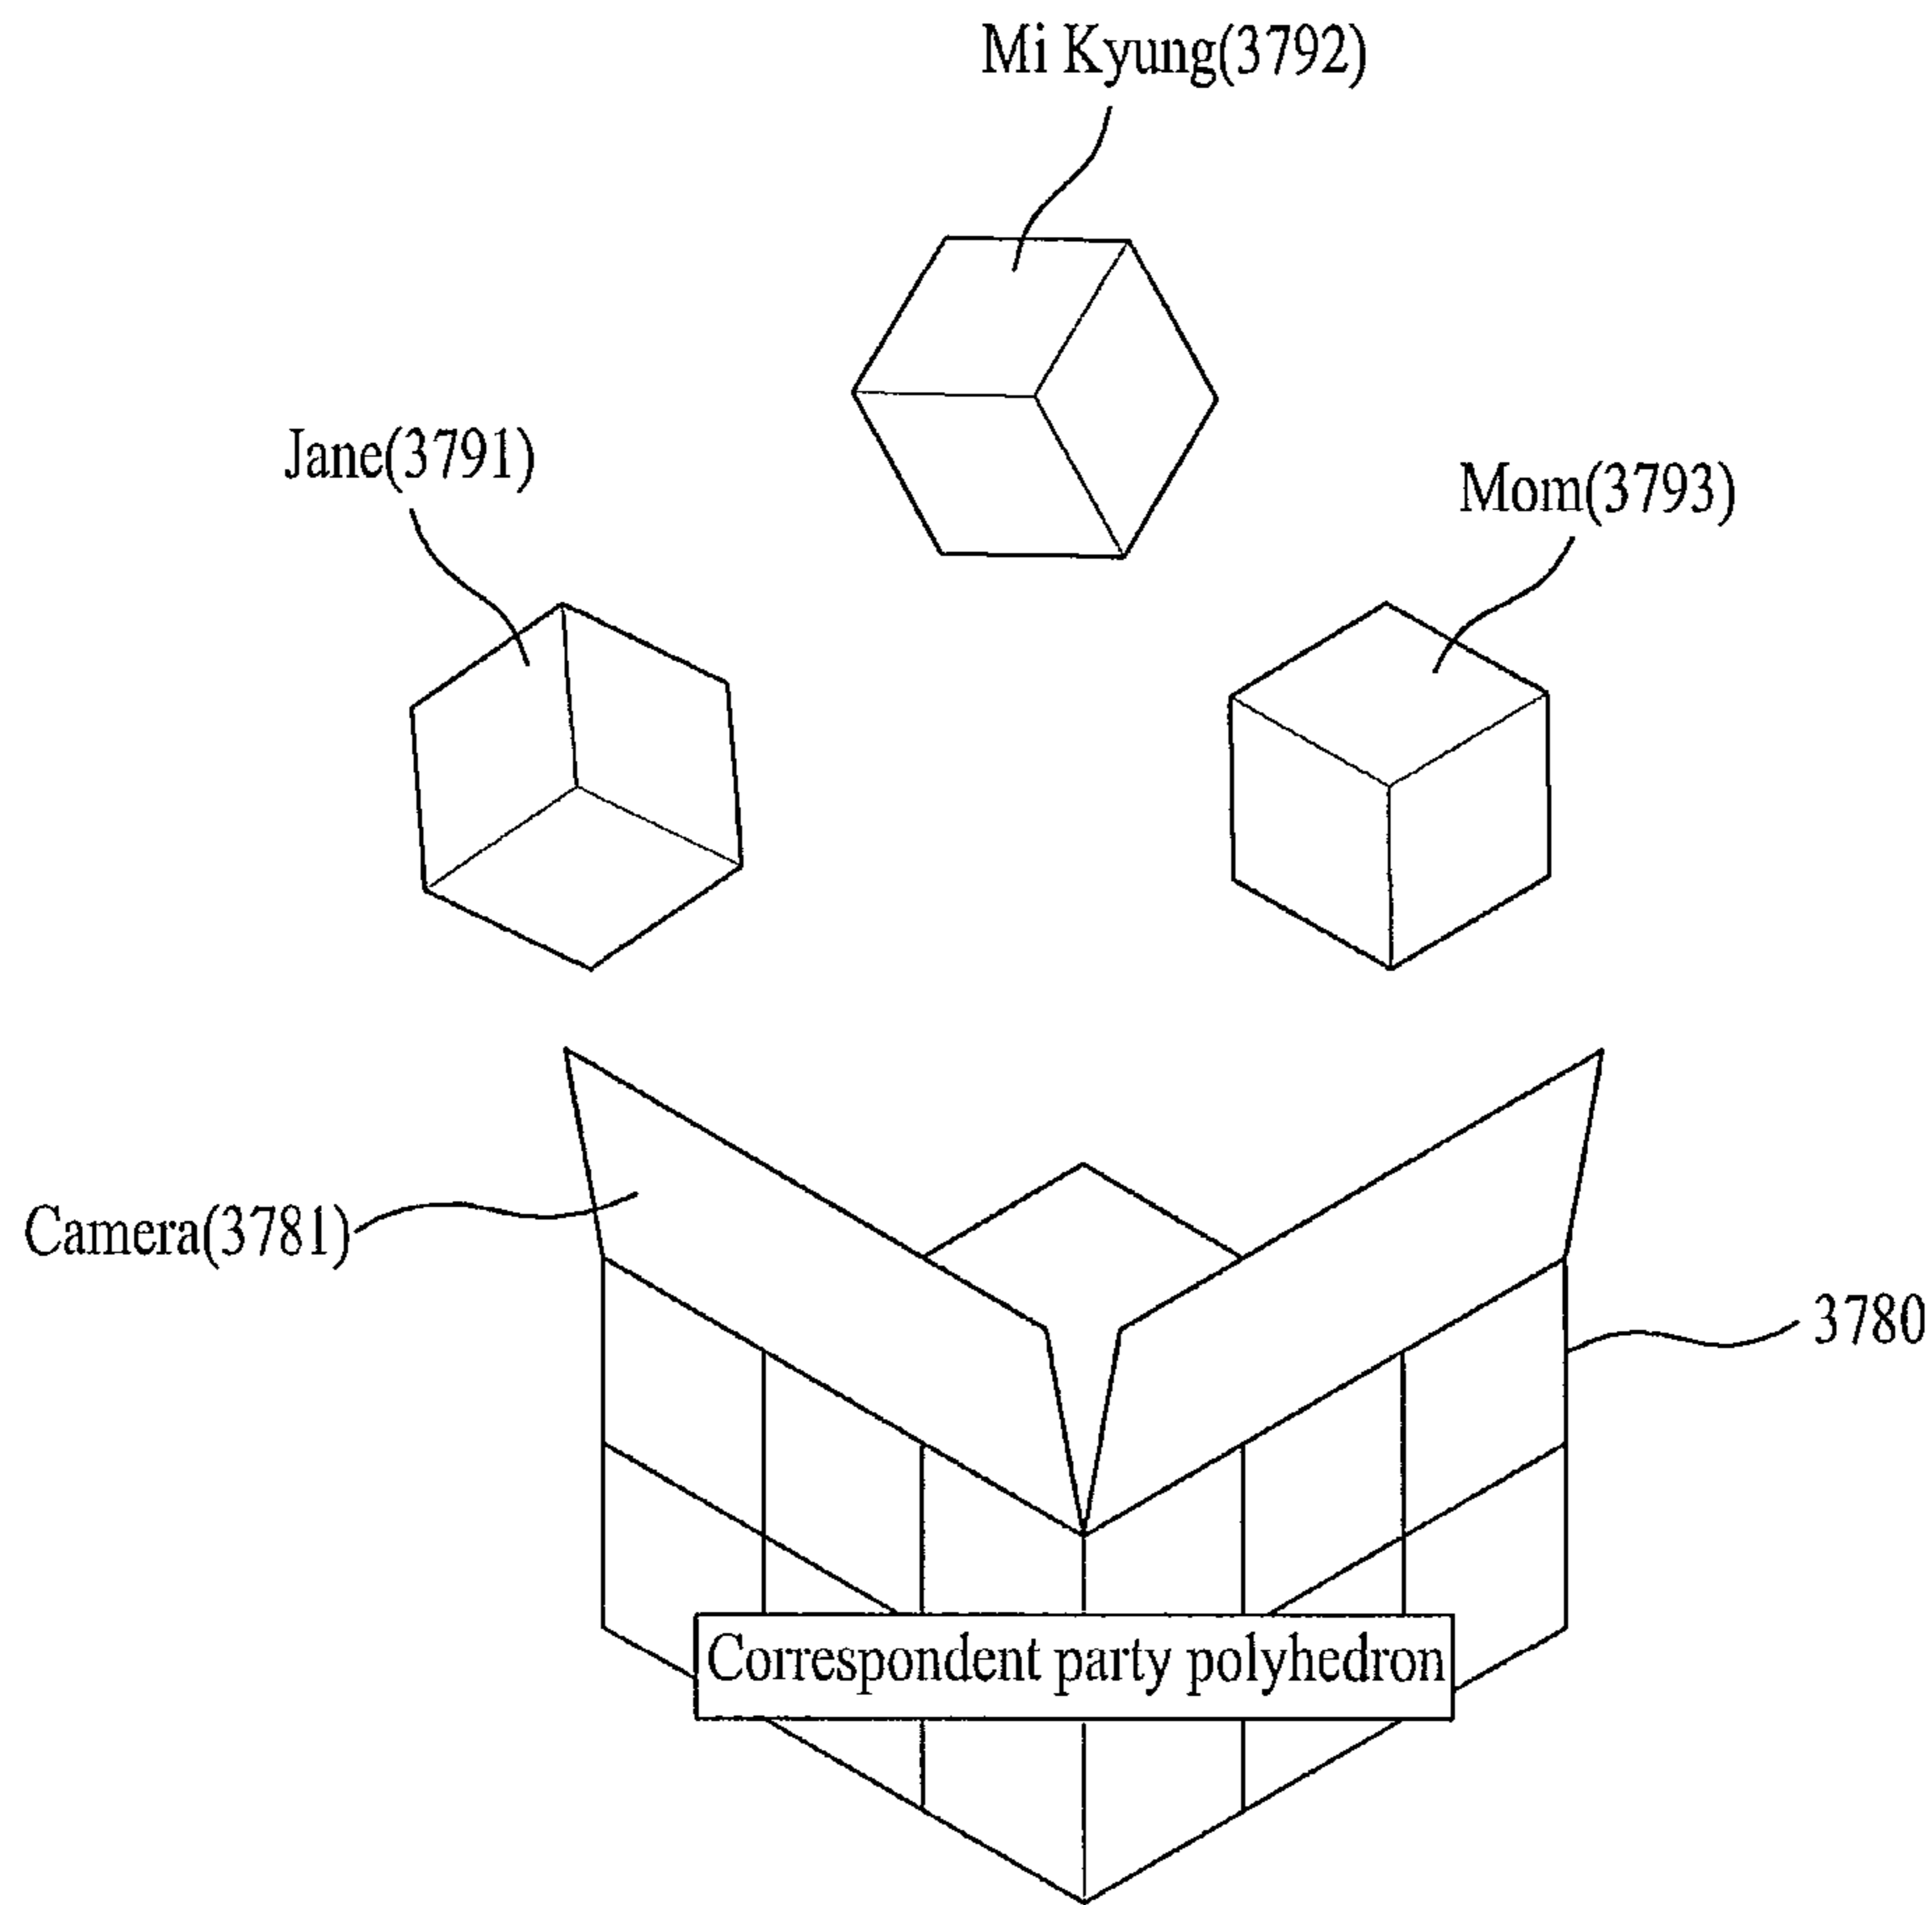 Mi Kyung(3792)
Jane(3791)
Mom(3793)
Camera(3781)
3780
Correspondent party polyhedron